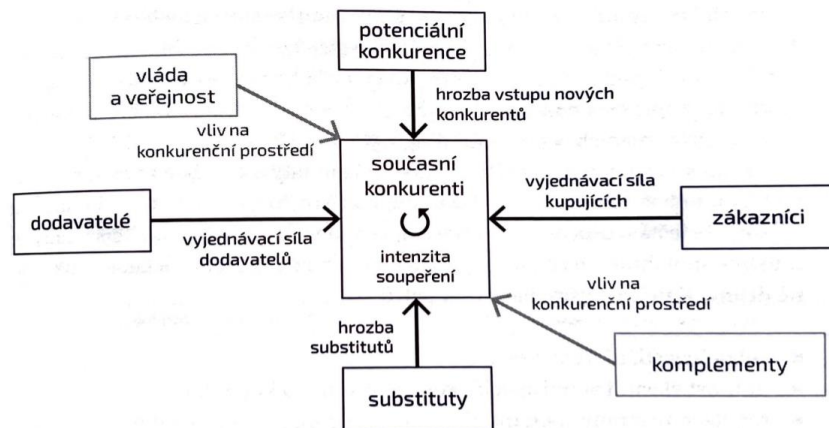 potenciální
konkurence
vláda
a veřejnost
hrozba vstupu nových
konkurentů
vliv na
konkurenční prostředí
současní
konkurenti
intenzita
soupeření
dodavatelé
vyjednávací síla
dodavatelů
vyjednávací síla
kupujících
zákazníci
vliv na
konkurenční prostředí
hrozba
substitutů
komplementy
substituty